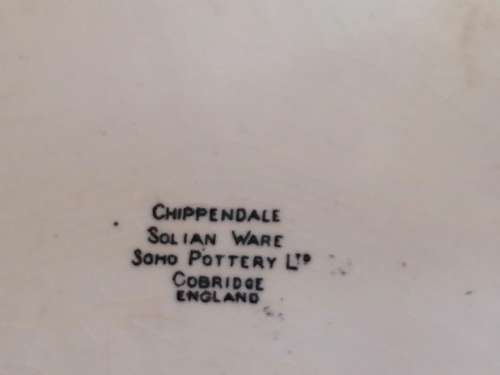 CHIPPENDALE
SOLIAN WARE
SOHO POTTERY LTD
COBRIDGE
ENGLAND